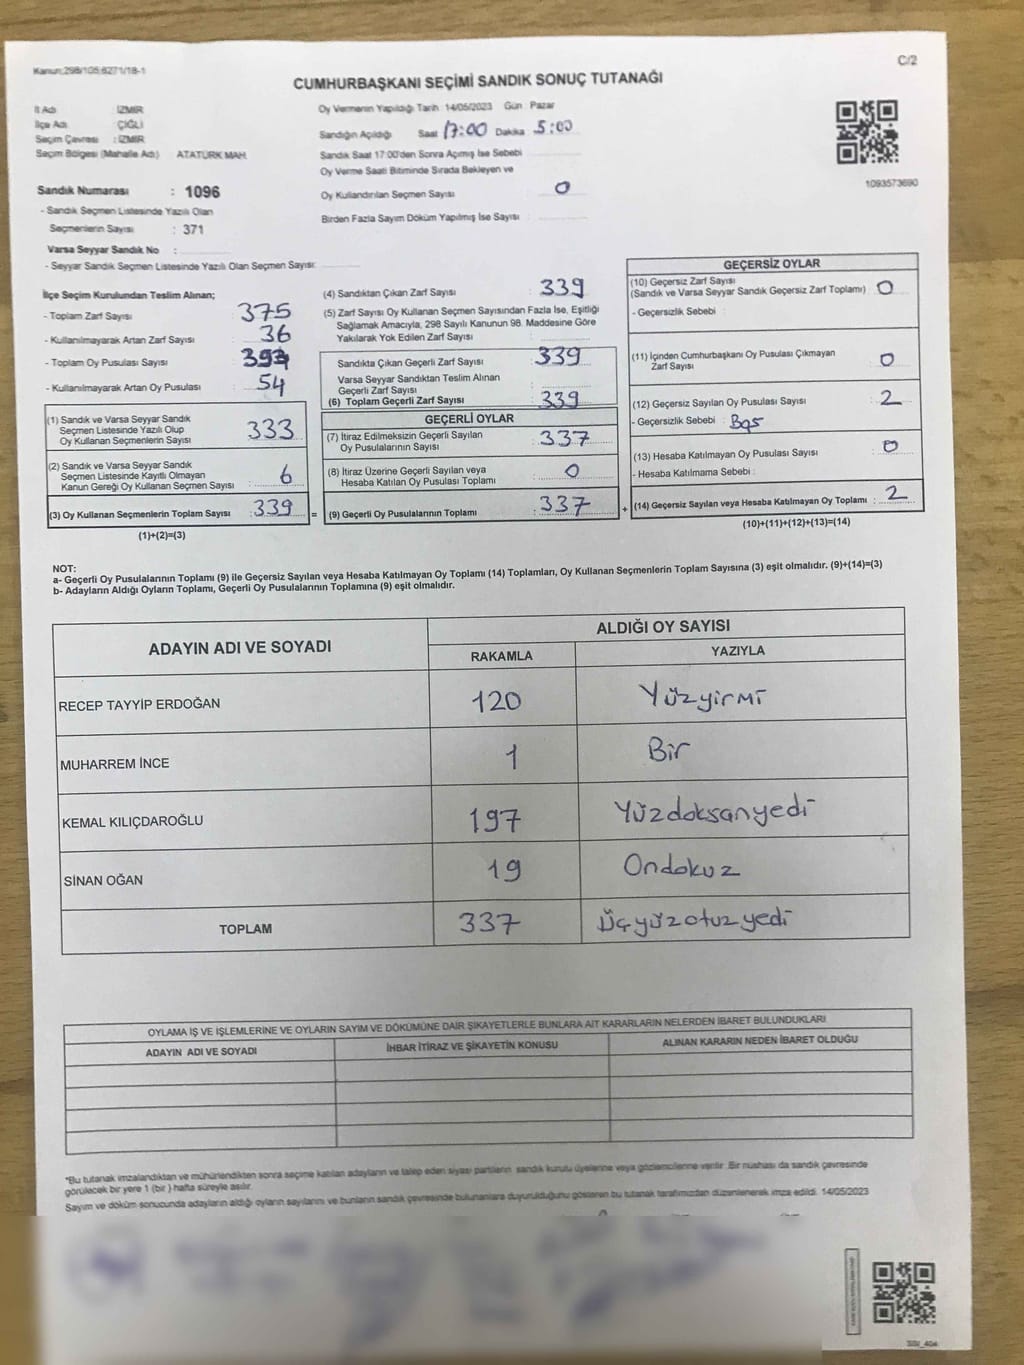 Kanun;298/105,6271/18-1
C/2
CUMHURBAŞKANI SEÇİMİ SANDIK SONUÇ TUTANAĞI
İl Adı İZMİR
İlçe Adı ÇİĞLİ
Seçim Çevresi : İZMİR
Seçim Bölgesi (Mahalle Adı) ATATÜRK MAH.
Oy Vermenin Yapıldığı Tarih 14/05/2023 Gün Pazar
Sandığın Açıldığı Saat 17:00 Dakika 5:00
Sandık Saat 17:00'den Sonra Açılmış İse Sebebi
Oy Verme Saati Bitiminde Sırada Bekleyen ve
Oy Kullandırılan Seçmen Sayısı 0
Birden Fazla Sayım Döküm Yapılmış İse Sayısı
1093573690
Sandık Numarası : 1096
- Sandık Seçmen Listesinde Yazılı Olan
Seçmenlerin Sayısı : 371
Varsa Seyyar Sandık No :
- Seyyar Sandık Seçmen Listesinde Yazılı Olan Seçmen Sayısı:
İlçe Seçim Kurulundan Teslim Alınan;
- Toplam Zarf Sayısı : 375
- Kullanılmayarak Artan Zarf Sayısı : 36
- Toplam Oy Pusulası Sayısı : 393
- Kullanılmayarak Artan Oy Pusulası : 54
(1) Sandık ve Varsa Seyyar Sandık
Seçmen Listesinde Yazılı Olup
Oy Kullanan Seçmenlerin Sayısı : 333
(2) Sandık ve Varsa Seyyar Sandık
Seçmen Listesinde Kayıtlı Olmayan
Kanun Gereği Oy Kullanan Seçmen Sayısı : 6
(3) Oy Kullanan Seçmenlerin Toplam Sayısı : 339 =
(1)+(2)=(3)
(4) Sandıktan Çıkan Zarf Sayısı : 339
(5) Zarf Sayısı Oy Kullanan Seçmen Sayısından Fazla İse, Eşitliği
Sağlamak Amacıyla, 298 Sayılı Kanunun 98. Maddesine Göre
Yakılarak Yok Edilen Zarf Sayısı :
Sandıkta Çıkan Geçerli Zarf Sayısı : 339
Varsa Seyyar Sandıktan Teslim Alınan
Geçerli Zarf Sayısı :
(6) Toplam Geçerli Zarf Sayısı : 339
GEÇERLİ OYLAR
(7) İtiraz Edilmeksizin Geçerli Sayılan
Oy Pusulalarının Sayısı : 337
(8) İtiraz Üzerine Geçerli Sayılan veya
Hesaba Katılan Oy Pusulası Toplamı : 0
(9) Geçerli Oy Pusulalarının Toplamı : 337 +
GEÇERSİZ OYLAR
(10) Geçersiz Zarf Sayısı
(Sandık ve Varsa Seyyar Sandık Geçersiz Zarf Toplamı) : 0
- Geçersizlik Sebebi :
(11) İçinden Cumhurbaşkanı Oy Pusulası Çıkmayan
Zarf Sayısı : 0
(12) Geçersiz Sayılan Oy Pusulası Sayısı : 2
- Geçersizlik Sebebi : Boş
(13) Hesaba Katılmayan Oy Pusulası Sayısı : 0
- Hesaba Katılmama Sebebi :
(14) Geçersiz Sayılan veya Hesaba Katılmayan Oy Toplamı : 2
(10)+(11)+(12)+(13)=(14)
NOT:
a- Geçerli Oy Pusulalarının Toplamı (9) ile Geçersiz Sayılan veya Hesaba Katılmayan Oy Toplamı (14) Toplamları, Oy Kullanan Seçmenlerin Toplam Sayısına (3) eşit olmalıdır. (9)+(14)=(3)
b- Adayların Aldığı Oyların Toplamı, Geçerli Oy Pusulalarının Toplamına (9) eşit olmalıdır.
ADAYIN ADI VE SOYADI
ALDIĞI OY SAYISI
RAKAMLA YAZIYLA
RECEP TAYYİP ERDOĞAN 120 Yüzyirmi
MUHARREM İNCE 1 Bir
KEMAL KILIÇDAROĞLU 197 Yüzdoksanyedi
SİNAN OĞAN 19 Ondokuz
TOPLAM 337 Üçyüzotuzyedi
OYLAMA İŞ VE İŞLEMLERİNE VE OYLARIN SAYIM VE DÖKÜMÜNE DAİR ŞİKAYETLERLE BUNLARA AİT KARARLARIN NELERDEN İBARET BULUNDUKLARI
ADAYIN ADI VE SOYADI İHBAR İTİRAZ VE ŞİKAYETİN KONUSU ALINAN KARARIN NEDEN İBARET OLDUĞU
*Bu tutanak imzalandıktan ve mühürlendikten sonra seçime katılan adayların ve talep eden siyasi partilerin sandık kurulu üyelerine veya gözlemcilerine verilir. Bir nüshası da sandık çevresinde
görülecek bir yere 1 (bir) hafta süreyle asılır.
Sayım ve döküm sonucunda adayların aldığı oyların sayılarını ve bunların sandık çevresinde bulunanlara duyurulduğunu gösteren bu tutanak tarafımızdan düzenlenerek imza edildi. 14/05/2023